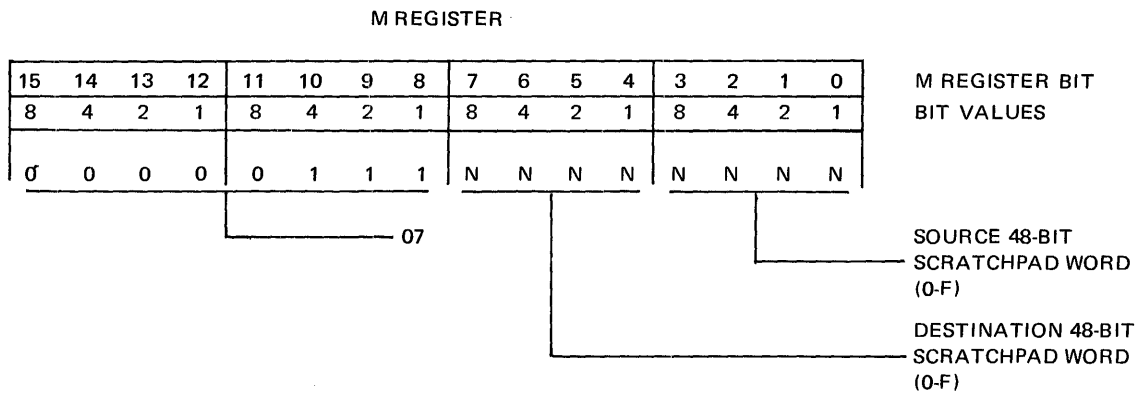 M REGISTER
15 14 13 12 11 10 9 8 7 6 5 4 3 2 1 0 M REGISTER BIT
8 4 2 1 8 4 2 1 8 4 2 1 8 4 2 1 BIT VALUES
0 0 0 0 0 1 1 1 N N N N N N N N
07
SOURCE 48-BIT
SCRATCHPAD WORD
(0-F)
DESTINATION 48-BIT
SCRATCHPAD WORD
(0-F)